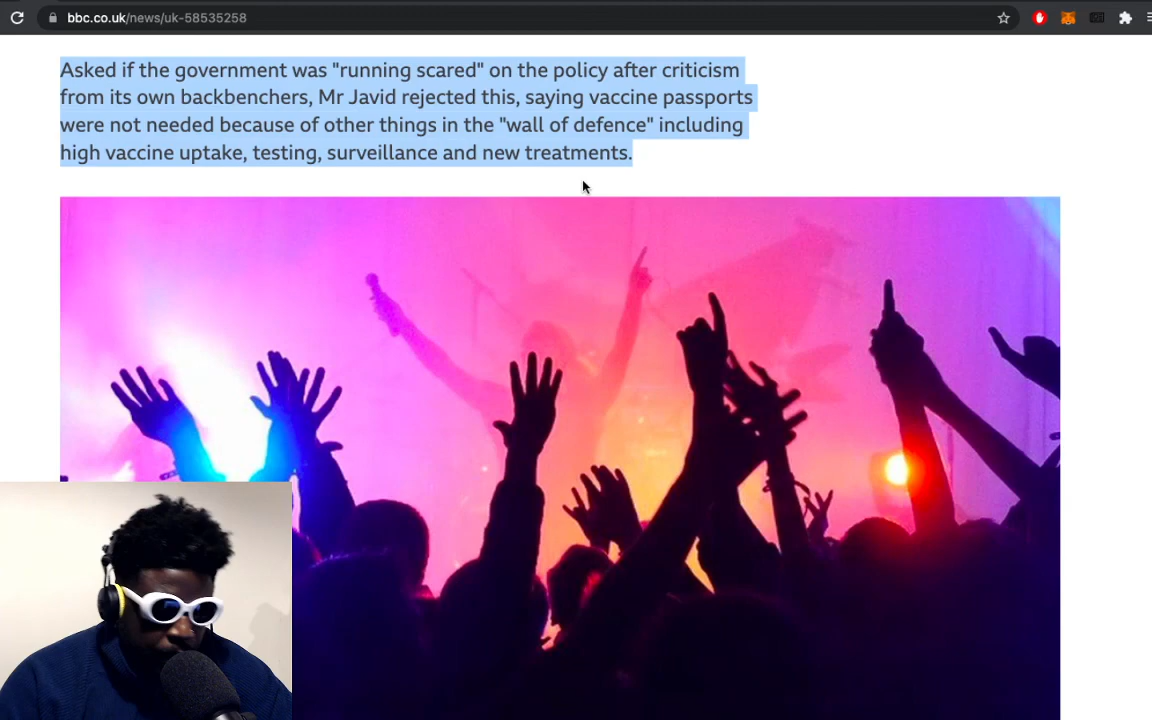 bbc.co.uk/news/uk-58535258
Asked if the government was "running scared" on the policy after criticism
from its own backbenchers, Mr Javid rejected this, saying vaccine passports
were not needed because of other things in the "wall of defence" including
high vaccine uptake, testing, surveillance and new treatments.